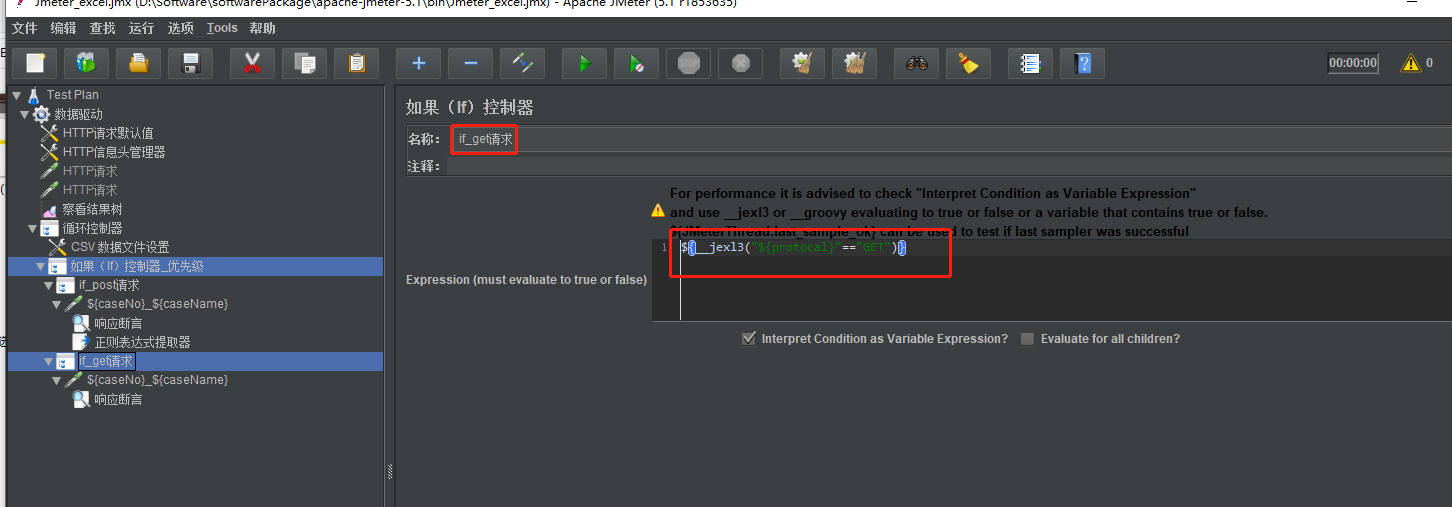 Jmeter_excel.jmx (D:\Software\softwarePackage\apache-jmeter-5.1\bin\Jmeter_excel.jmx) - Apache JMeter (5.1 r1853635)
文件 编辑 查找 运行 选项 Tools 帮助
STOP 00:00:00 0
Test Plan
数据驱动
HTTP请求默认值
HTTP信息头管理器
HTTP请求
HTTP请求
察看结果树
循环控制器
CSV 数据文件设置
如果（If）控制器_优先级
if_post请求
${caseNo}_${caseName}
响应断言
正则表达式提取器
if_get请求
${caseNo}_${caseName}
响应断言
如果（If）控制器
名称： if_get请求
注释：
For performance it is advised to check "Interpret Condition as Variable Expression"
and use __jexl3 or __groovy evaluating to true or false or a variable that contains true or false.
${JMeterThread.last_sample_ok} can be used to test if last sampler was successful
1 ${__jexl3("${protocal}"=="GET")}
Expression (must evaluate to true or false)
Interpret Condition as Variable Expression? Evaluate for all children?